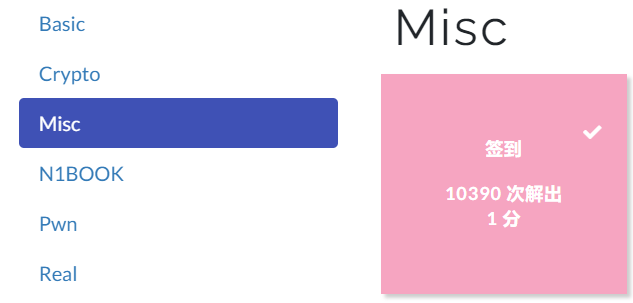 Basic
Crypto
Misc
N1BOOK
Pwn
Real
Misc
签到
10390 次解出
1 分